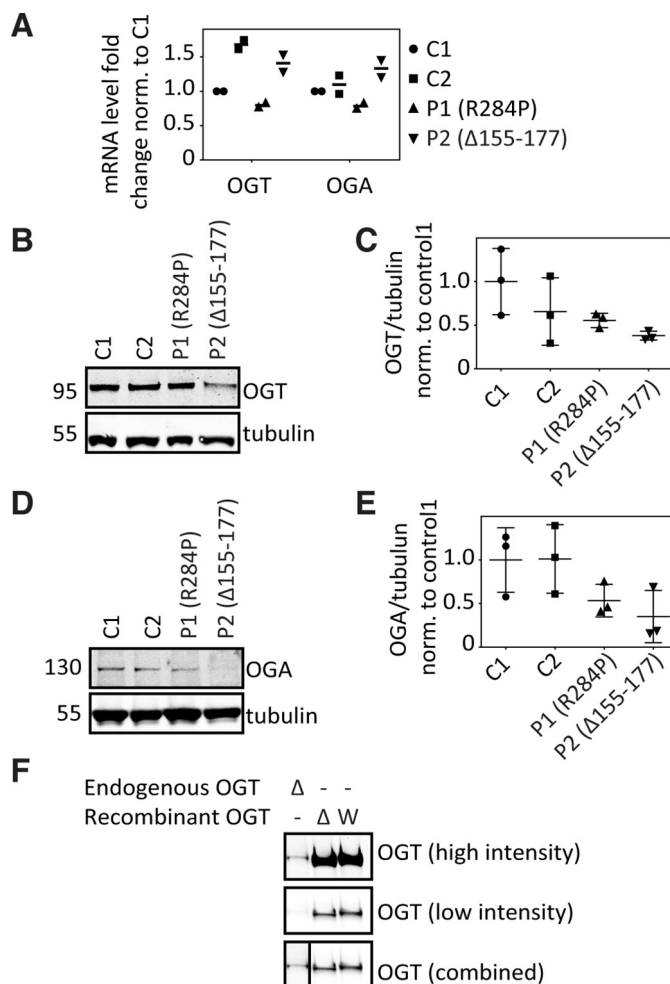 A
mRNA level fold
change norm. to C1
1.5
1.0
0.5
0
OGT
OGA
C1
C2
P1 (R284P)
P2 (Δ155-177)
B
C1
C2
P1 (R284P)
P2 (Δ155-177)
95
OGT
55
tubulin
C
OGT/tubulin
norm. to control1
1.0
0.5
0
C1
C2
P1 (R284P)
P2 (Δ155-177)
D
C1
C2
P1 (R284P)
P2 (Δ155-177)
130
OGA
55
tubulin
E
OGA/tubulun
norm. to control1
1.0
0.5
0
C1
C2
P1 (R284P)
P2 (Δ155-177)
F
Endogenous OGT Δ - -
Recombinant OGT - Δ W
OGT (high intensity)
OGT (low intensity)
OGT (combined)